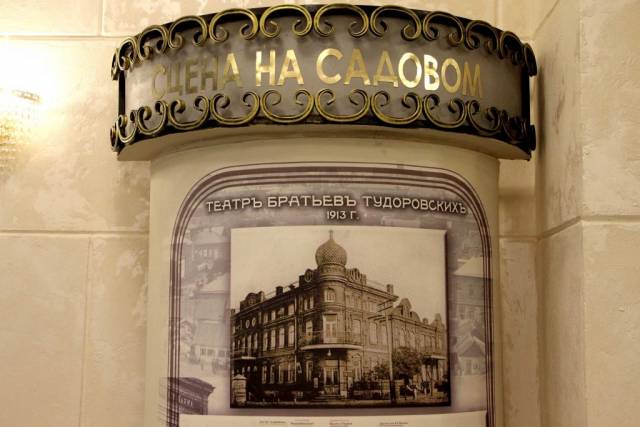 СЦЕНА НА САДОВОМ
ТЕАТРЪ БРАТЬЕВЪ ТУДОРОВСКИХЪ
1913 Г.